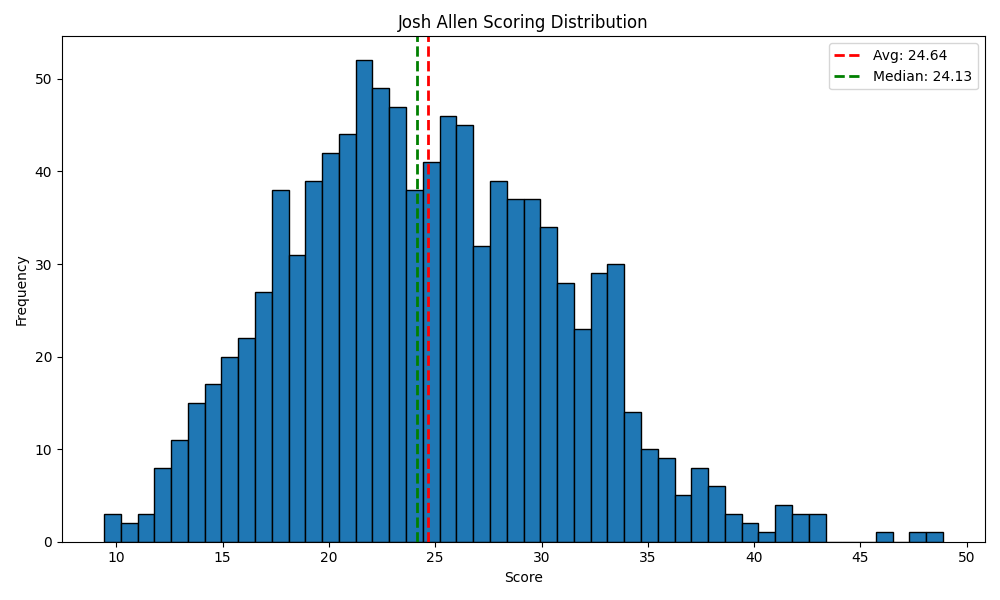 Josh Allen Scoring Distribution
Avg: 24.64
Median: 24.13
Frequency
50
40
30
20
10
0
10 15 20 25 30 35 40 45 50
Score